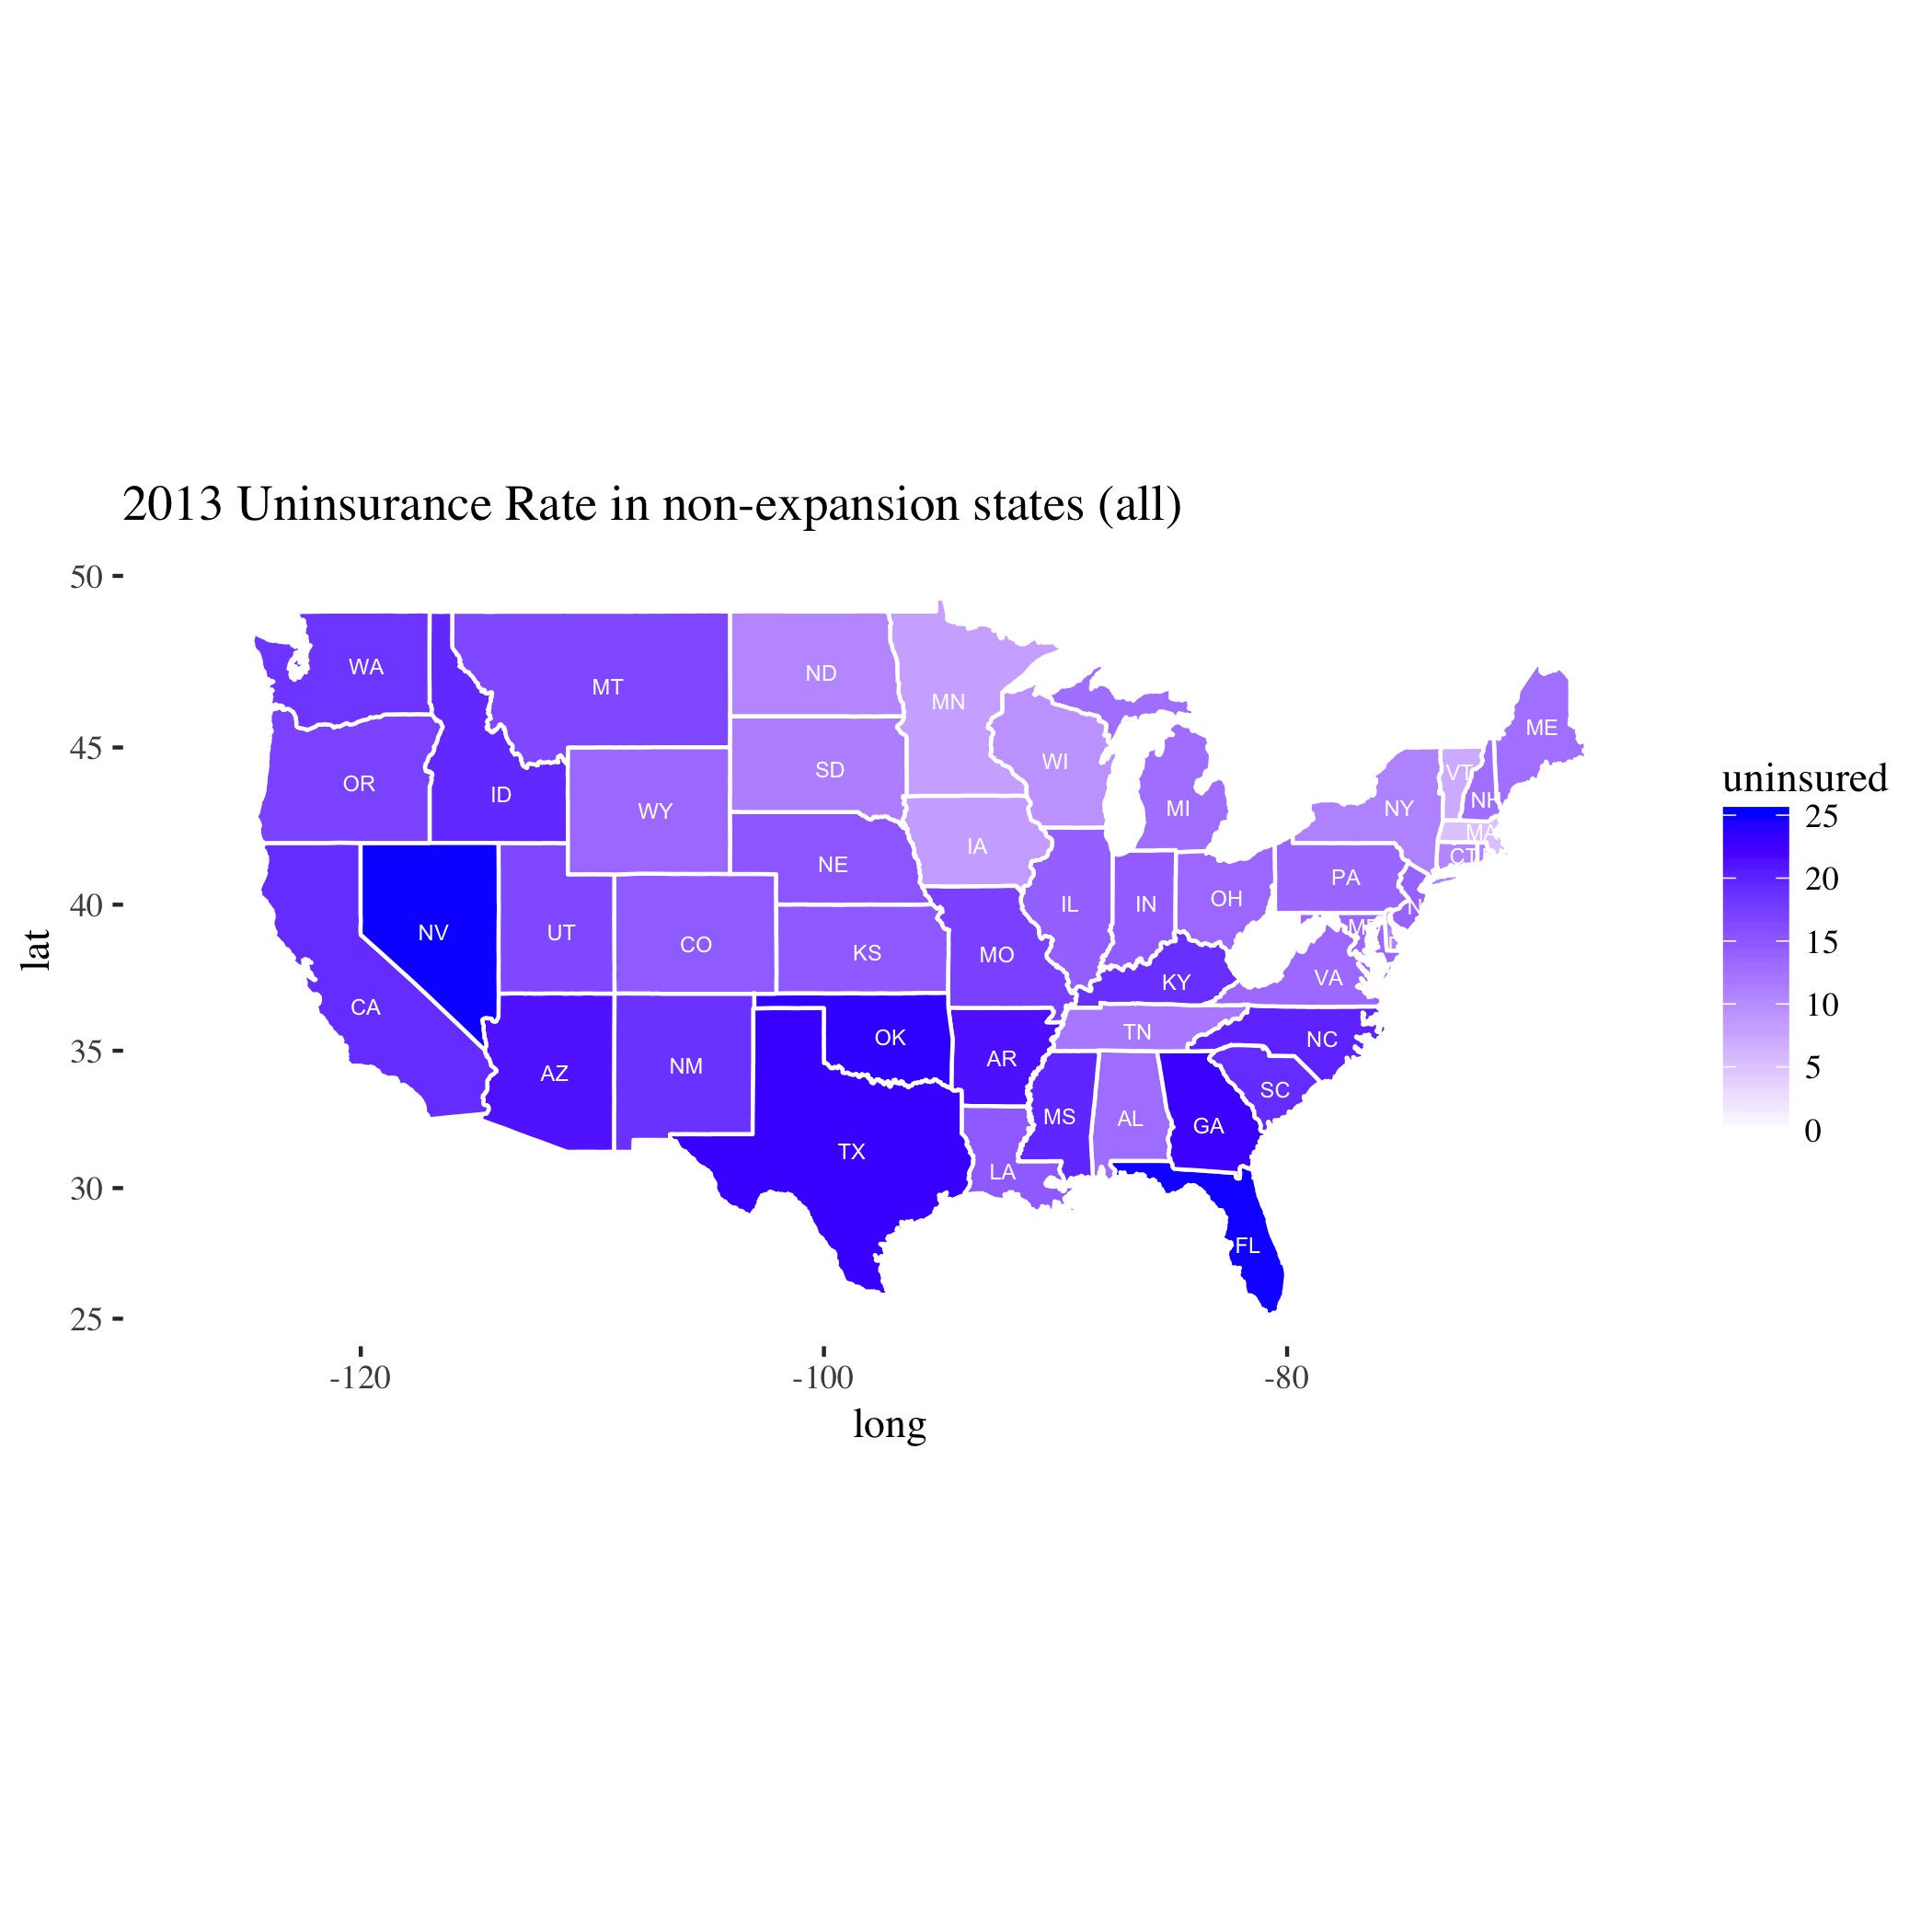 2013 Uninsurance Rate in non-expansion states (all)
50
45
40
35
30
25
lat
-120
-100
-80
long
uninsured
25
20
15
10
5
0
WA
MT
ND
MN
ME
OR
ID
WY
SD
WI
MI
NY
VT
NH
MA
CT
NE
IA
IL
IN
OH
PA
NV
UT
CO
KS
MO
KY
VA
CA
AZ
NM
OK
AR
TN
NC
SC
TX
LA
MS
AL
GA
FL